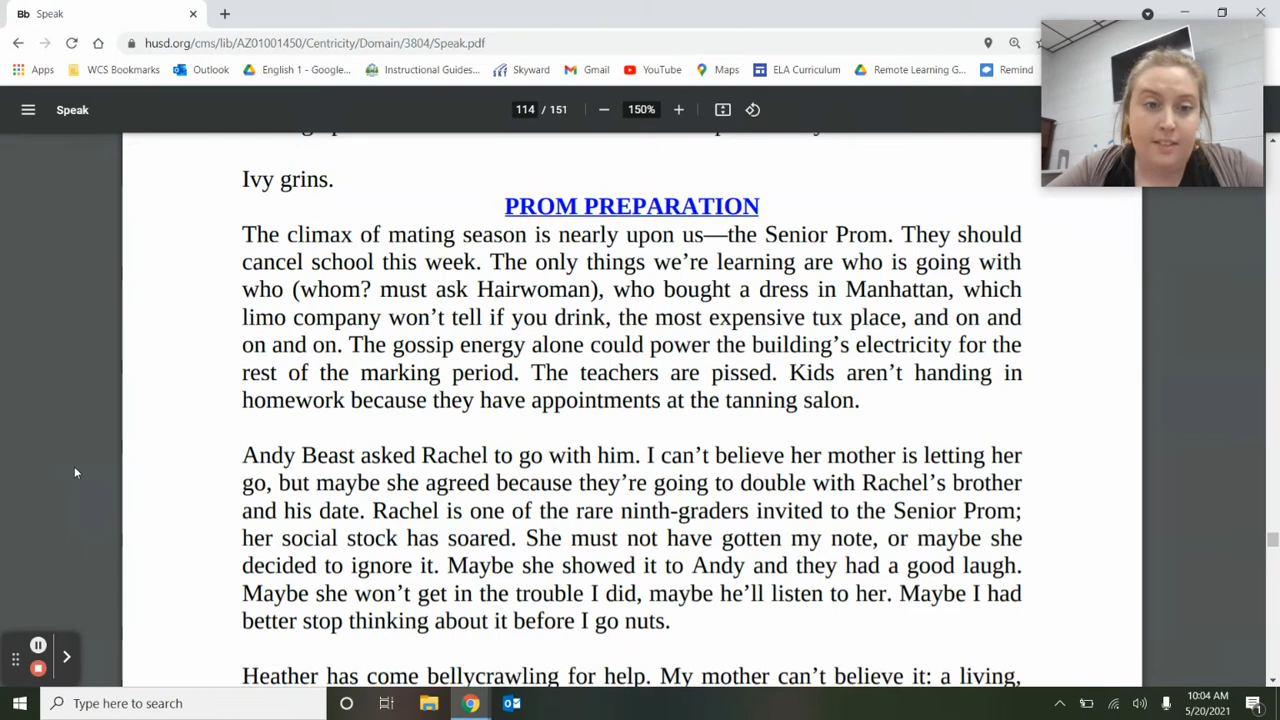 Bb Speak
husd.org/cms/lib/AZ01001450/Centricity/Domain/3804/Speak.pdf
Apps WCS Bookmarks Outlook English 1 - Google... Instructional Guides... Skyward Gmail YouTube Maps ELA Curriculum Remote Learning G... Remind
Speak 114 / 151 150%
Ivy grins.
PROM PREPARATION
The climax of mating season is nearly upon us—the Senior Prom. They should
cancel school this week. The only things we’re learning are who is going with
who (whom? must ask Hairwoman), who bought a dress in Manhattan, which
limo company won’t tell if you drink, the most expensive tux place, and on and
on and on. The gossip energy alone could power the building’s electricity for the
rest of the marking period. The teachers are pissed. Kids aren’t handing in
homework because they have appointments at the tanning salon.
Andy Beast asked Rachel to go with him. I can’t believe her mother is letting her
go, but maybe she agreed because they’re going to double with Rachel’s brother
and his date. Rachel is one of the rare ninth-graders invited to the Senior Prom;
her social stock has soared. She must not have gotten my note, or maybe she
decided to ignore it. Maybe she showed it to Andy and they had a good laugh.
Maybe she won’t get in the trouble I did, maybe he’ll listen to her. Maybe I had
better stop thinking about it before I go nuts.
Heather has come bellycrawling for help. My mother can’t believe it: a living,
Type here to search
10:04 AM
5/20/2021
1